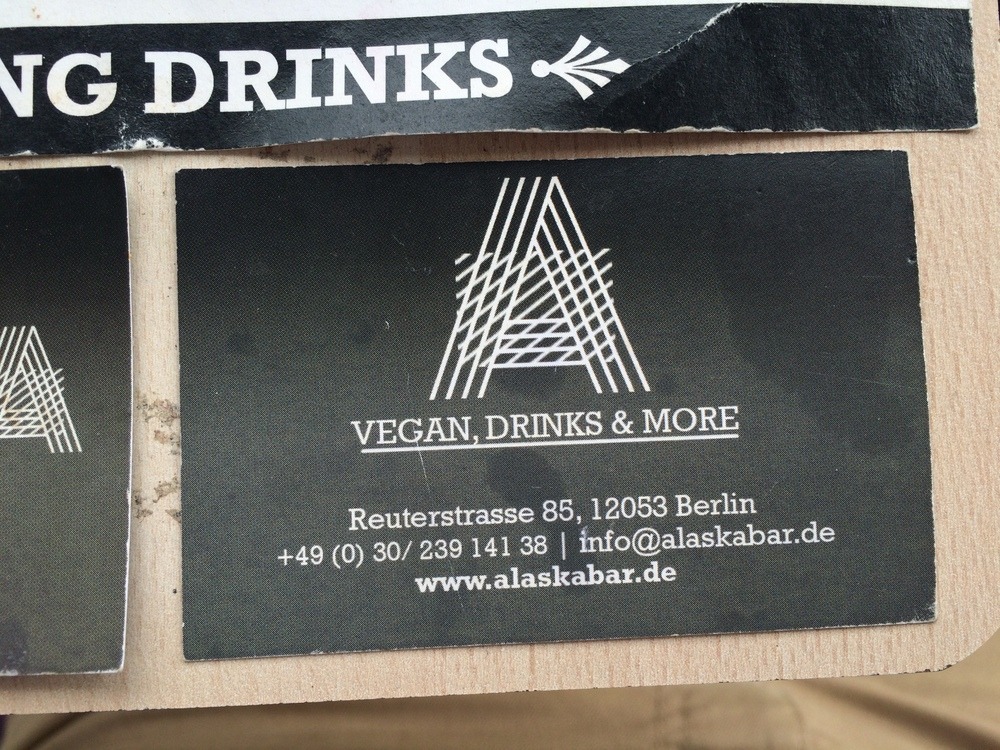 NG DRINKS
VEGAN, DRINKS & MORE
Reuterstrasse 85, 12053 Berlin
+49 (0) 30/ 239 141 38 | info@alaskabar.de
www.alaskabar.de